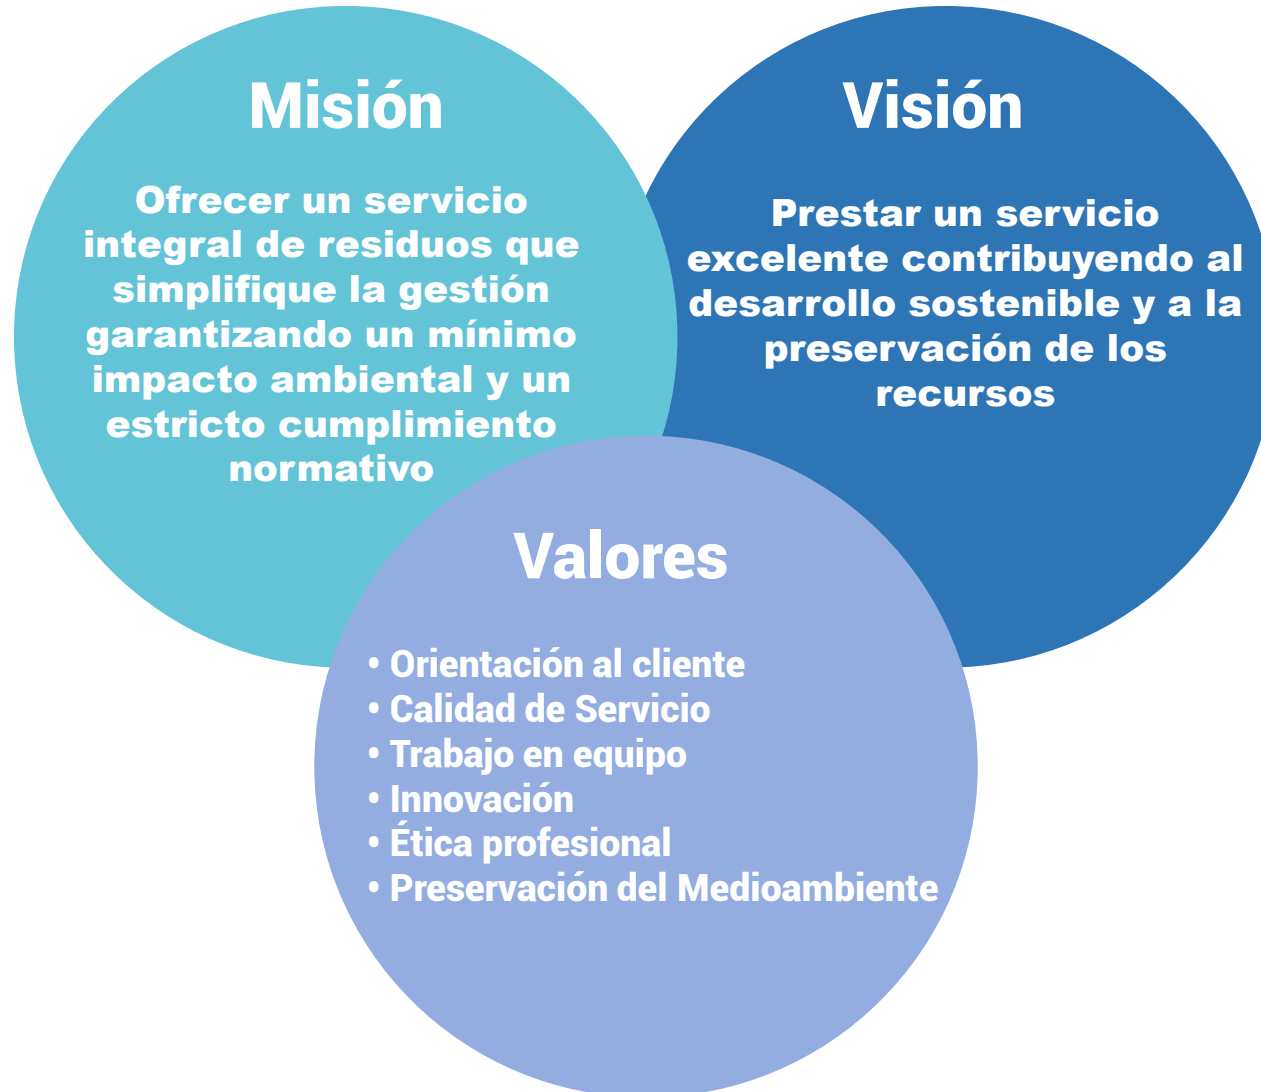 Misión
Ofrecer un servicio
integral de residuos que
simplifique la gestión
garantizando un mínimo
impacto ambiental y un
estricto cumplimiento
normativo
Visión
Prestar un servicio
excelente contribuyendo al
desarrollo sostenible y a la
preservación de los
recursos
Valores
• Orientación al cliente
• Calidad de Servicio
• Trabajo en equipo
• Innovación
• Ética profesional
• Preservación del Medioambiente